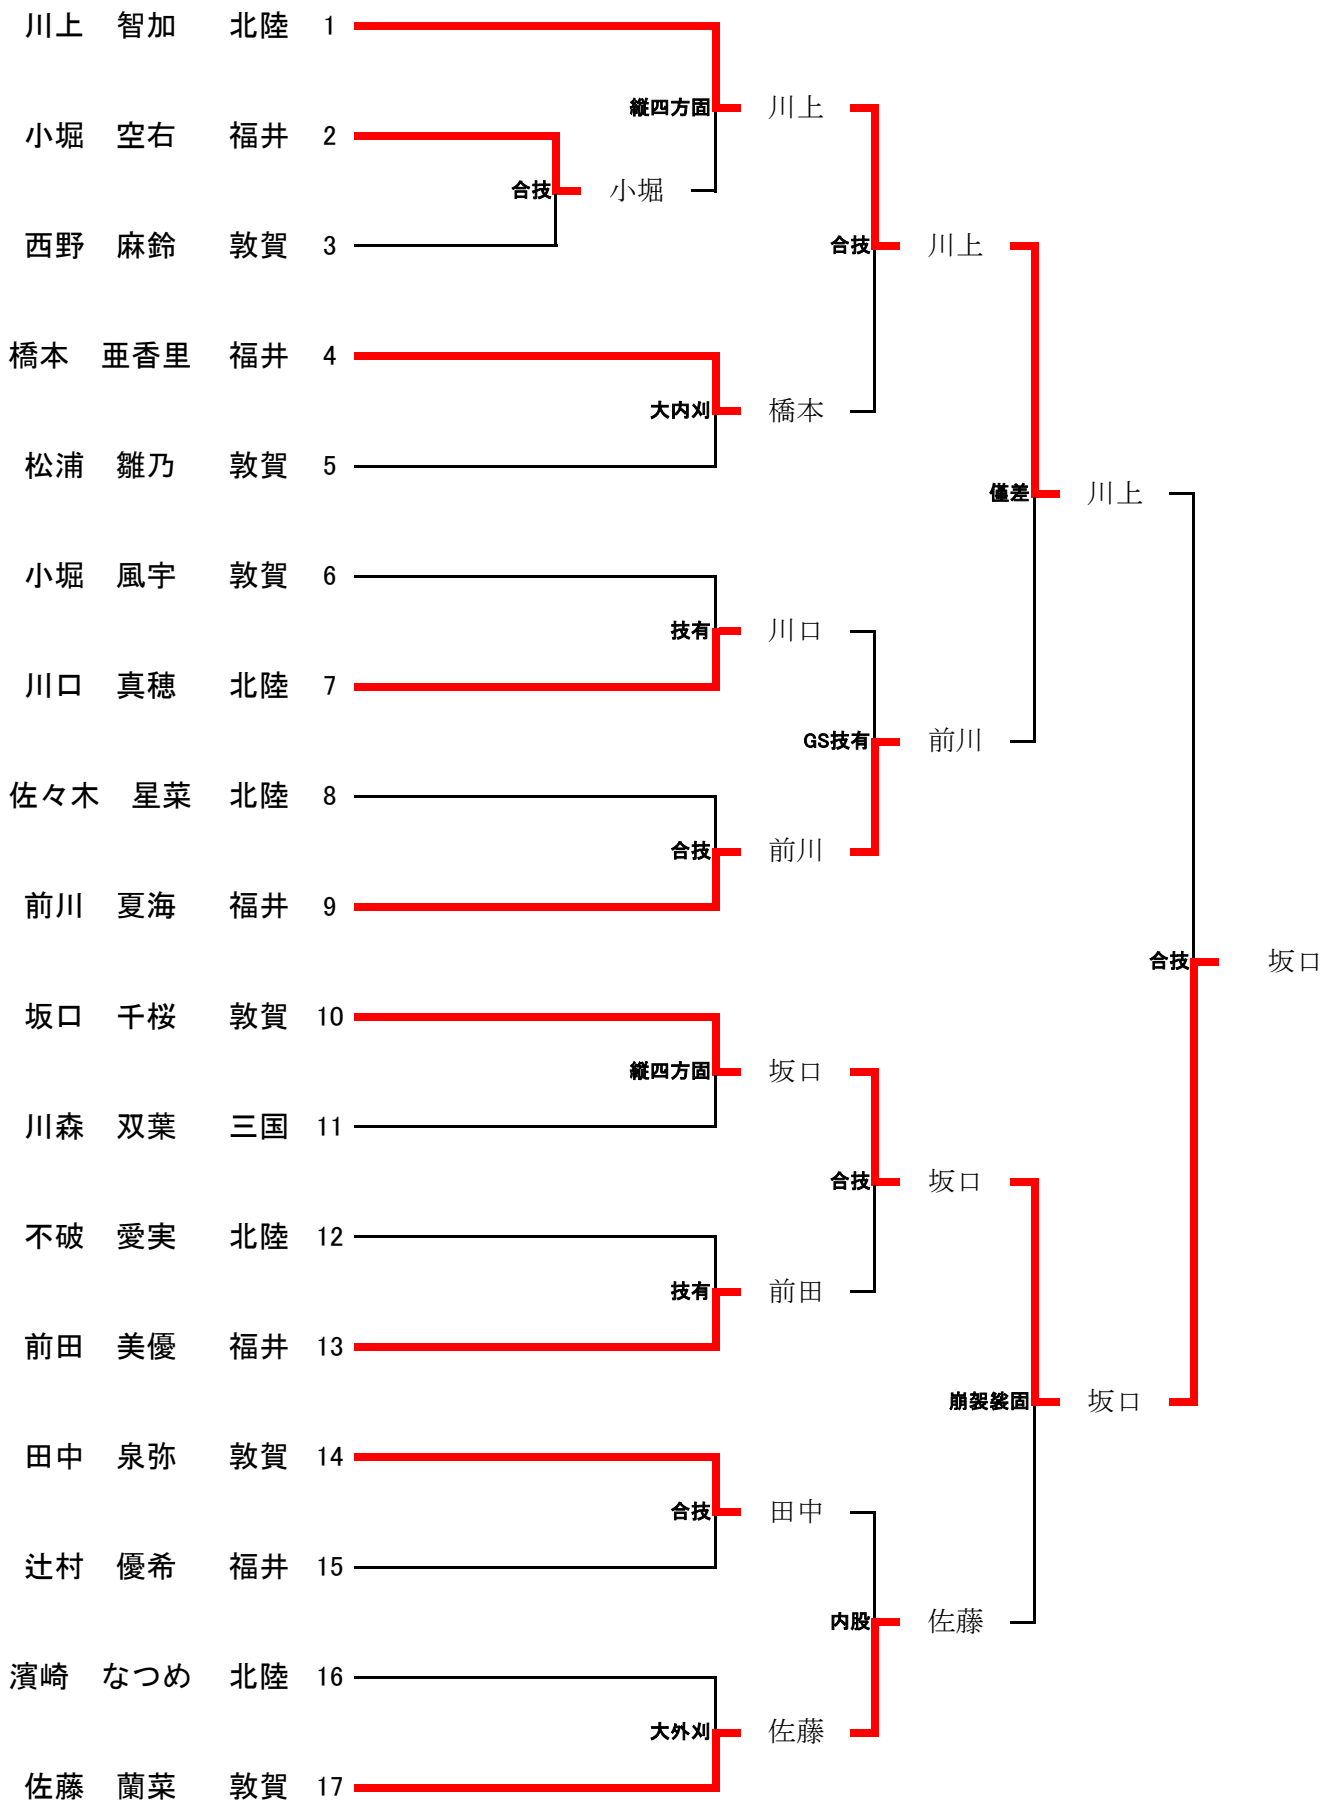 川上　智加　北陸　1
縦四方固　川上
小堀　空右　福井　2
合技　小堀
西野　麻鈴　敦賀　3
合技　川上
橋本　亜香里　福井　4
大内刈　橋本
松浦　雛乃　敦賀　5
僅差　川上
小堀　風宇　敦賀　6
技有　川口
川口　真穂　北陸　7
GS技有　前川
佐々木　星菜　北陸　8
合技　前川
前川　夏海　福井　9
合技　坂口
坂口　千桜　敦賀　10
縦四方固　坂口
川森　双葉　三国　11
合技　坂口
不破　愛実　北陸　12
技有　前田
前田　美優　福井　13
崩袈裟固　坂口
田中　泉弥　敦賀　14
合技　田中
辻村　優希　福井　15
内股　佐藤
濱崎　なつめ　北陸　16
大外刈　佐藤
佐藤　蘭菜　敦賀　17